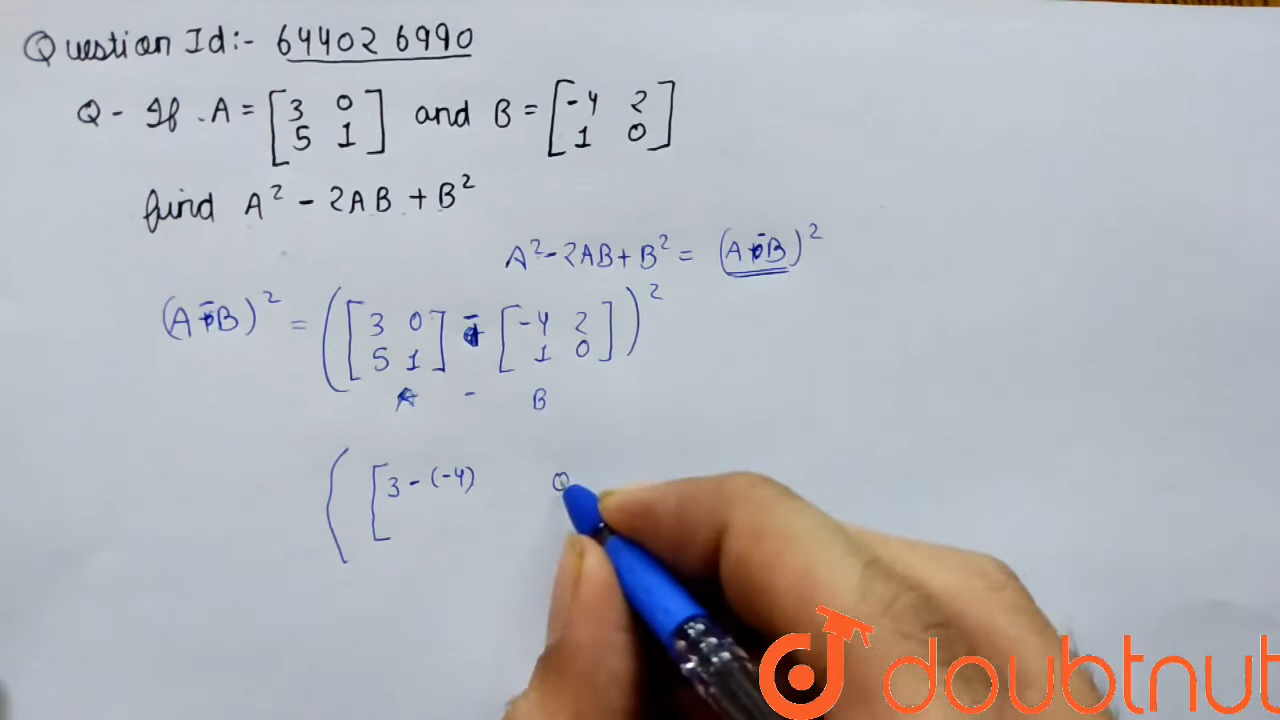 Question Id:- 644026990
Q - If A = [3 0 5 1] and B = [-4 2 1 0]
find A² - 2AB + B²
A² - 2AB + B² = (A - B)²
(A - B)² = ([3 0 5 1] - [-4 2 1 0])²
A - B
([3 - (-4) 0
doubtnut